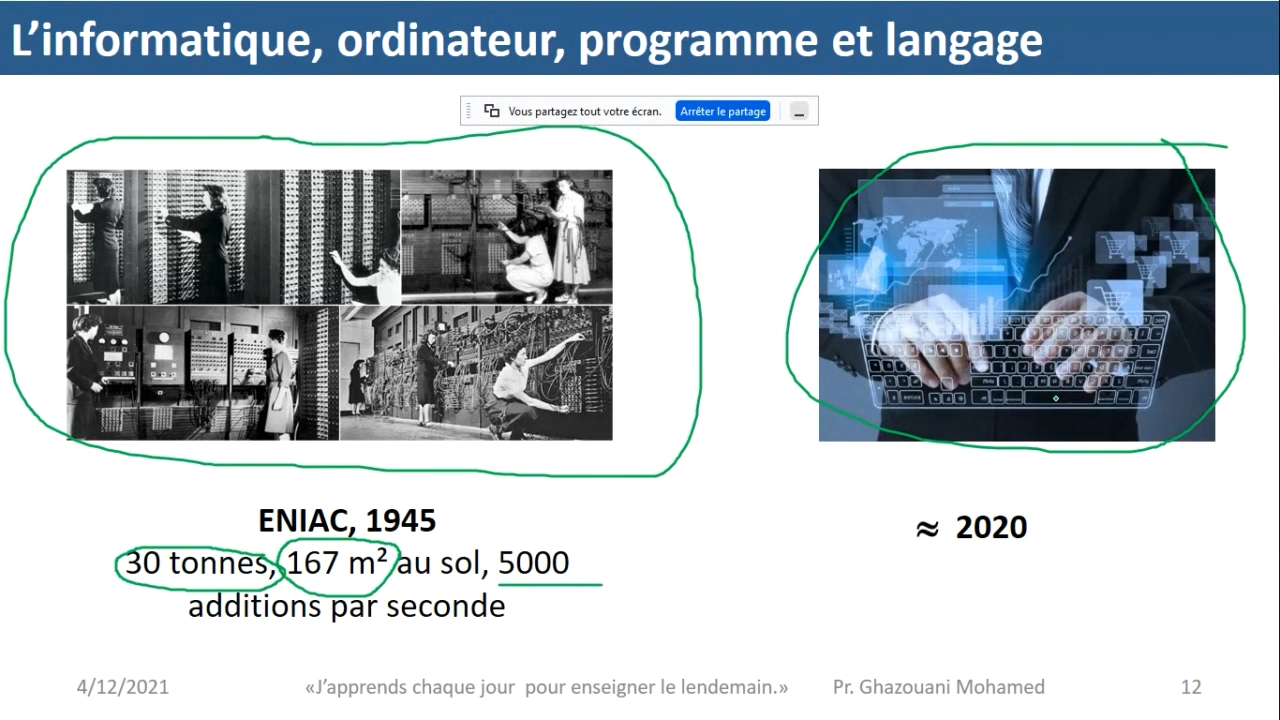 L’informatique, ordinateur, programme et langage
Vous partagez tout votre écran. Arrêter le partage
ENIAC, 1945
30 tonnes, 167 m² au sol, 5000
additions par seconde
≈ 2020
4/12/2021 «J’apprends chaque jour pour enseigner le lendemain.» Pr. Ghazouani Mohamed 12